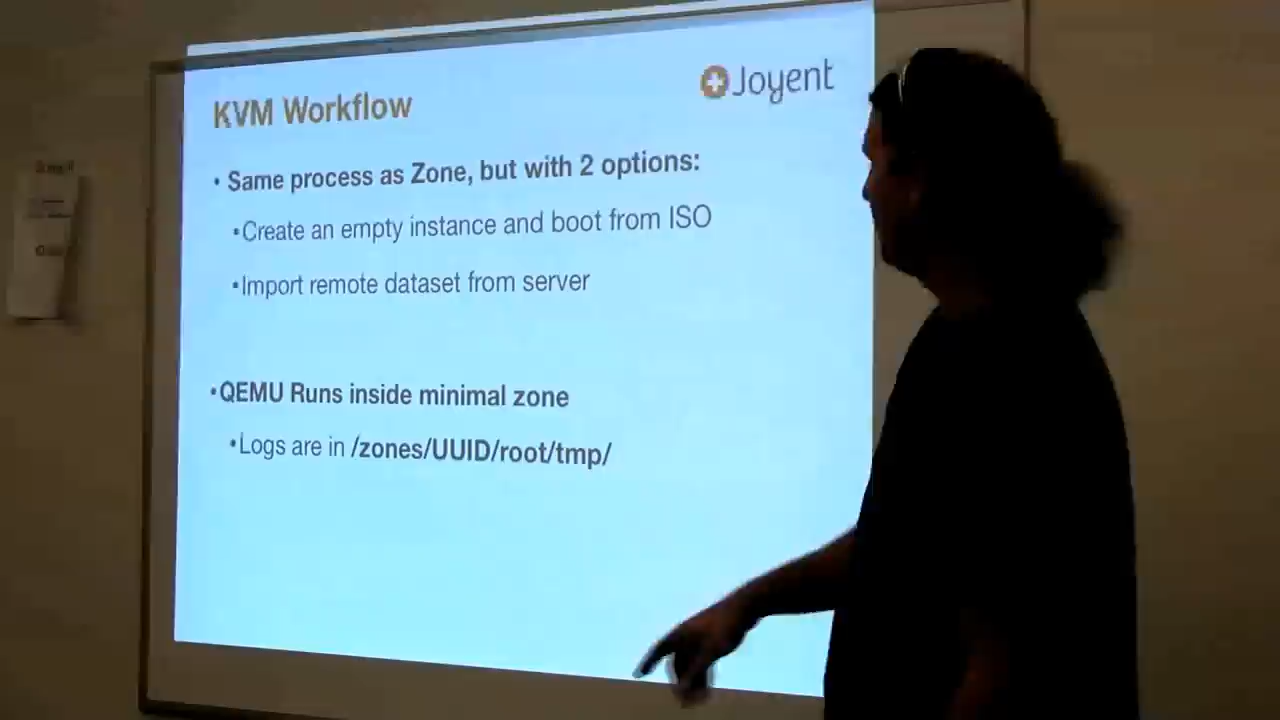 Joyent
KVM Workflow
• Same process as Zone, but with 2 options:
•Create an empty instance and boot from ISO
•Import remote dataset from server
•QEMU Runs inside minimal zone
•Logs are in /zones/UUID/root/tmp/